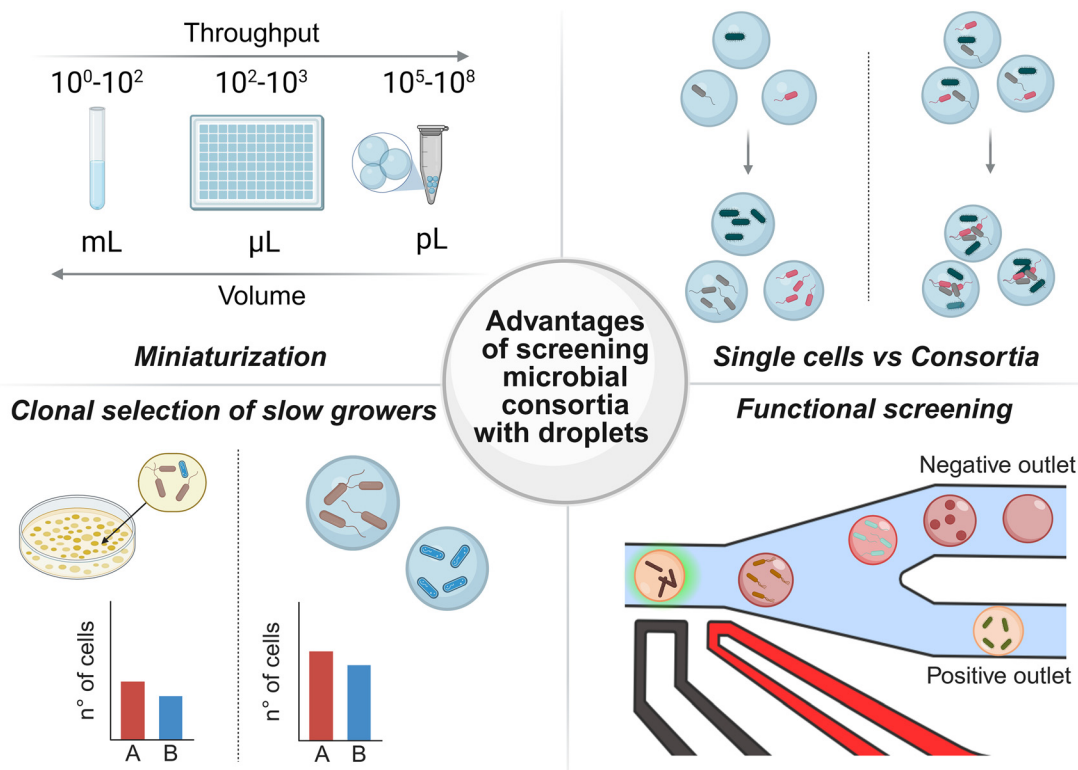 Throughput
10⁰-10² 10²-10³ 10⁵-10⁸
mL µL pL
Volume
Miniaturization
Single cells vs Consortia
Advantages
of screening
microbial
consortia
with droplets
Clonal selection of slow growers
n° of cells
A B
n° of cells
A B
Functional screening
Negative outlet
Positive outlet